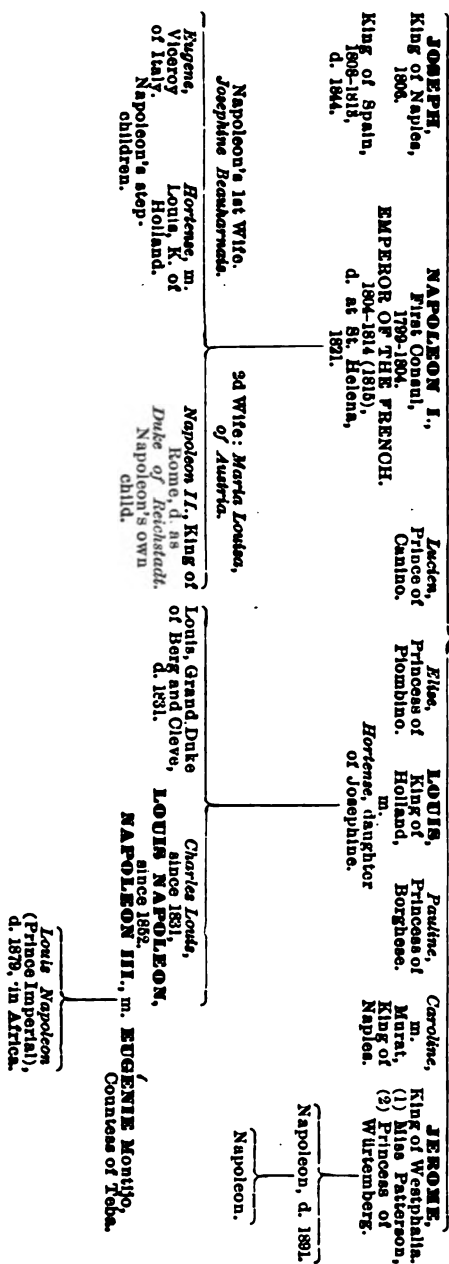 JOSEPH,
King of Naples,
1806.
King of Spain,
1808-1813,
d. 1844.
NAPOLEON I.,
First Consul,
1799-1804.
EMPEROR OF THE FRENCH.
1804-1814 (1815),
d. at St. Helena,
1821.
Lucien,
Prince of
Canino.
Elise,
Princess of
Piombino.
LOUIS,
King of
Holland,
m.
Hortense, daughter
of Josephine.
Pauline,
Princess of
Borghese.
Caroline,
m.
Murat,
King of
Naples.
JEROME,
King of Westphalia.
(1) Miss Patterson,
(2) Princess of
Würtemberg.
Napoleon's 1st Wife.
Josephine Beauharnais.
2d Wife: Maria Louisa,
of Austria.
Eugene,
Viceroy
of Italy.
Hortense, m.
Louis, K. of
Holland.
Napoleon's step-
children.
Napoleon II., King of
Rome, d. as
Duke of Reichstadt.
Napoleon's own
child.
Louis, Grand Duke
of Berg and Cleve,
d. 1831.
Charles Louis,
since 1831,
LOUIS NAPOLEON,
since 1852,
NAPOLEON III., m. EUGÉNIE Montijo,
Countess of Teba.
Louis Napoleon
(Prince Imperial),
d. 1879, in Africa.
Napoleon, d. 1891.
Napoleon.